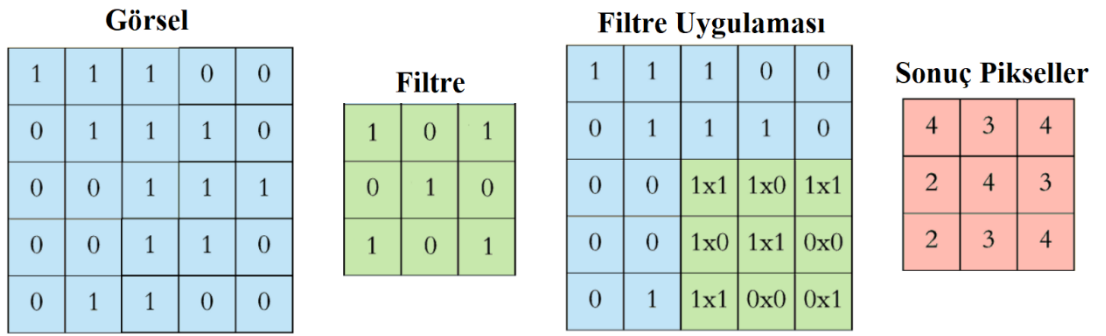 Görsel
1 1 1 0 0
0 1 1 1 0
0 0 1 1 1
0 0 1 1 0
0 1 1 0 0
Filtre
1 0 1
0 1 0
1 0 1
Filtre Uygulaması
1 1 1 0 0
0 1 1 1 0
0 0 1x1 1x0 1x1
0 0 1x0 1x1 0x0
0 1 1x1 0x0 0x1
Sonuç Pikseller
4 3 4
2 4 3
2 3 4